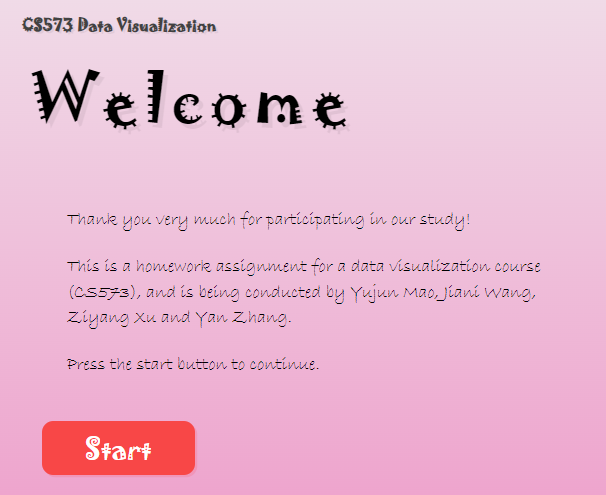 CS573 Data Visualization
Welcome
Thank you very much for participating in our study!
This is a homework assignment for a data visualization course
(CS573), and is being conducted by Yujun Mao, Jiani Wang,
Ziyang Xu and Yan Zhang.
Press the start button to continue.
Start